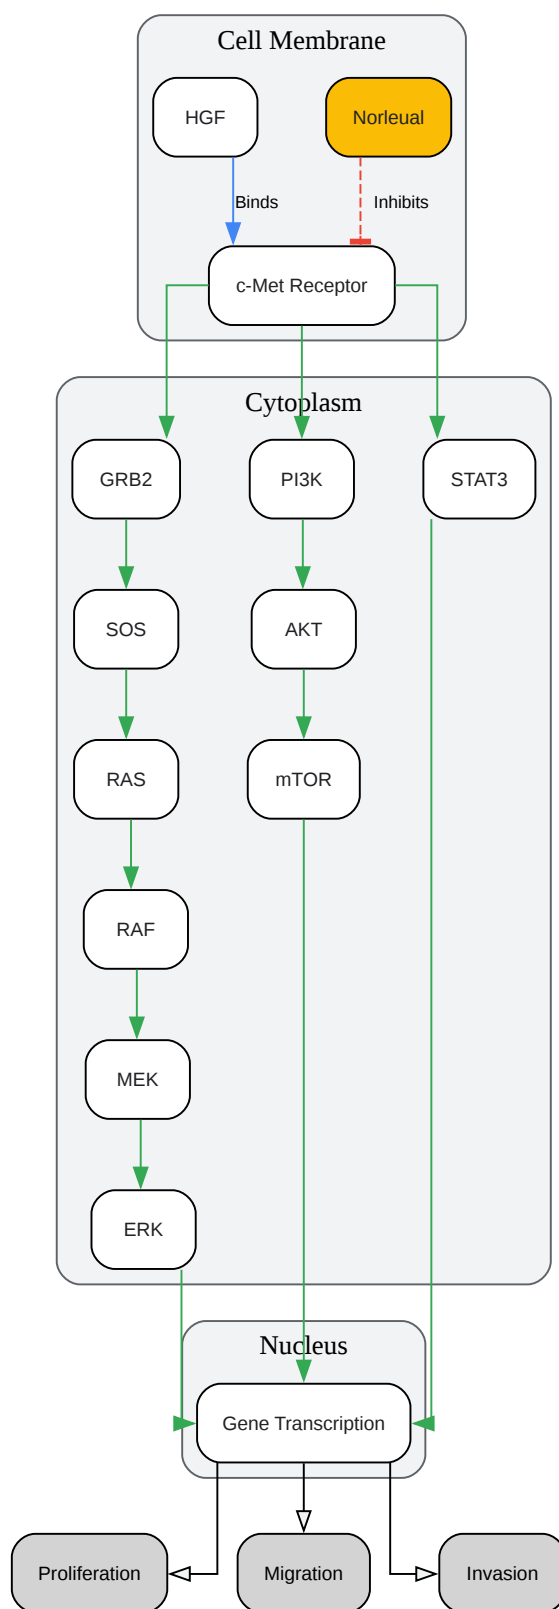 Cell Membrane
HGF
Norleual
Binds
Inhibits
c-Met Receptor
Cytoplasm
GRB2
PI3K
STAT3
SOS
AKT
RAS
mTOR
RAF
MEK
ERK
Nucleus
Gene Transcription
Proliferation
Migration
Invasion